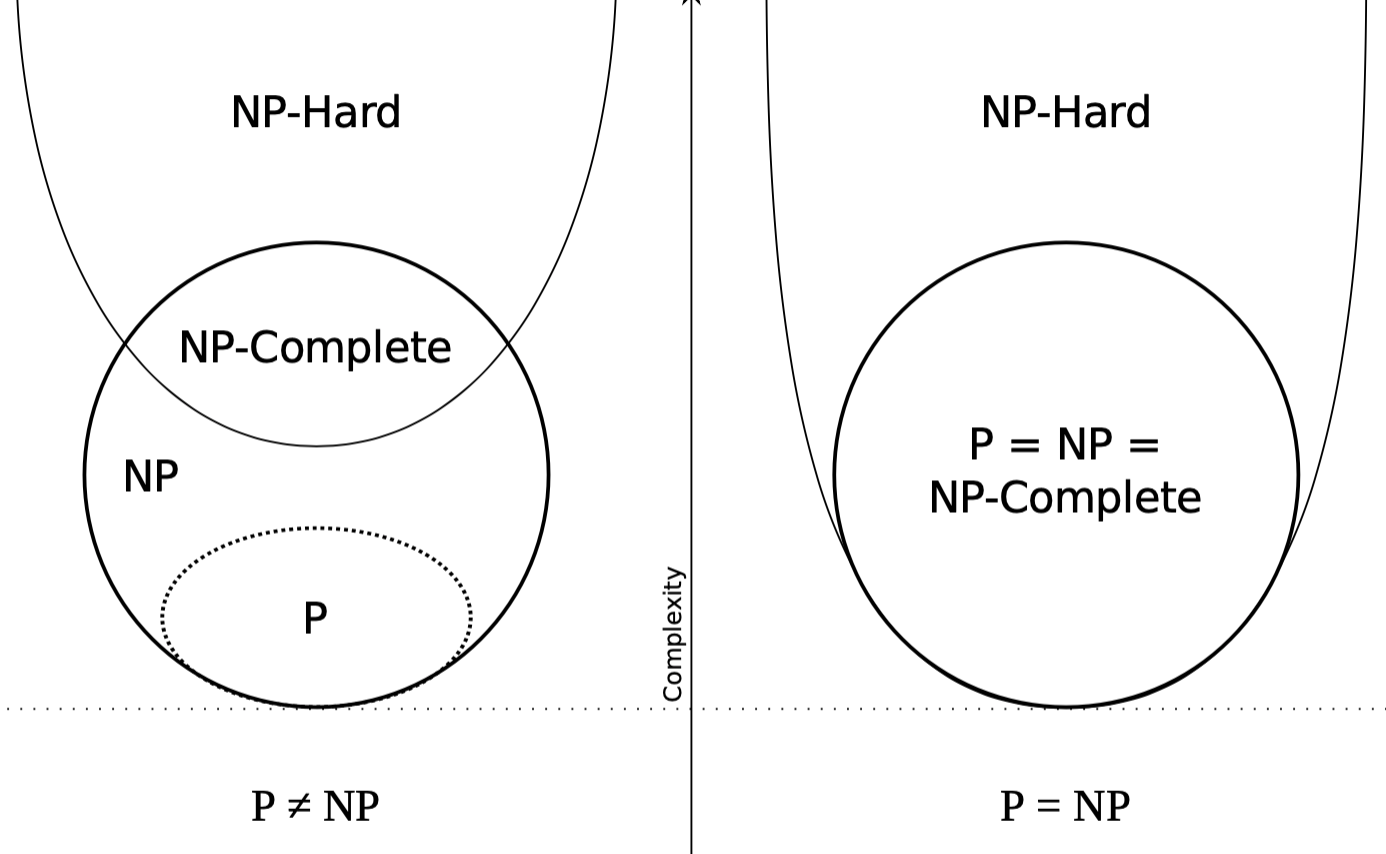 NP-Hard
NP-Complete
NP
P
P ≠ NP
Complexity
NP-Hard
P = NP =
NP-Complete
P = NP